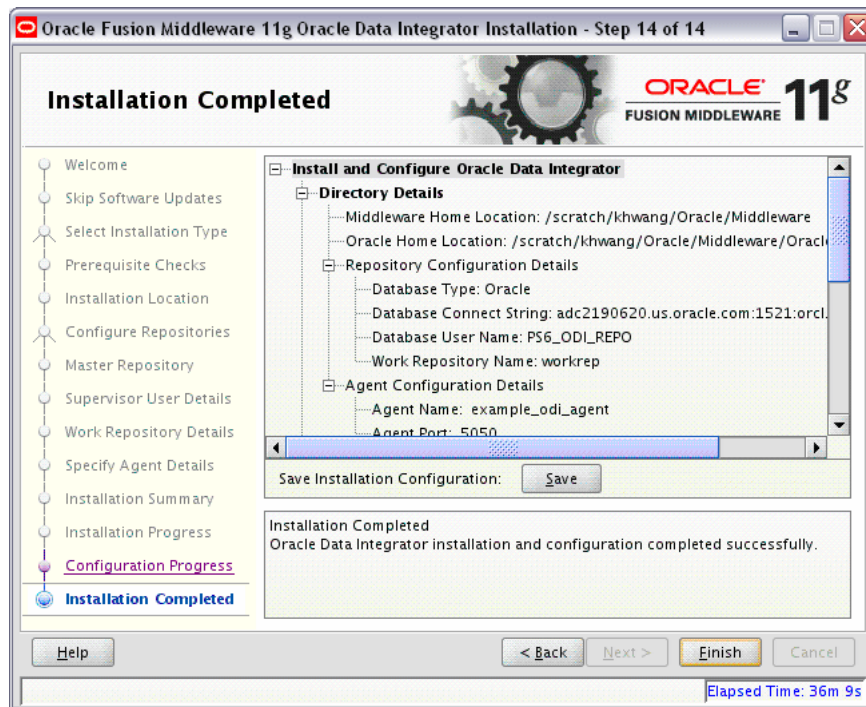 Oracle Fusion Middleware 11g Oracle Data Integrator Installation - Step 14 of 14
Installation Completed
ORACLE
FUSION MIDDLEWARE 11g
Welcome
Skip Software Updates
Select Installation Type
Prerequisite Checks
Installation Location
Configure Repositories
Master Repository
Supervisor User Details
Work Repository Details
Specify Agent Details
Installation Summary
Installation Progress
Configuration Progress
Installation Completed
Install and Configure Oracle Data Integrator
Directory Details
Middleware Home Location: /scratch/khwang/Oracle/Middleware
Oracle Home Location: /scratch/khwang/Oracle/Middleware/Oracl
Repository Configuration Details
Database Type: Oracle
Database Connect String: adc2190620.us.oracle.com:1521:orcl.
Database User Name: PS6_ODI_REPO
Work Repository Name: workrep
Agent Configuration Details
Agent Name: example_odi_agent
Agent Port: 5050
Save Installation Configuration: Save
Installation Completed
Oracle Data Integrator installation and configuration completed successfully.
Help < Back Next > Finish Cancel
Elapsed Time: 36m 9s